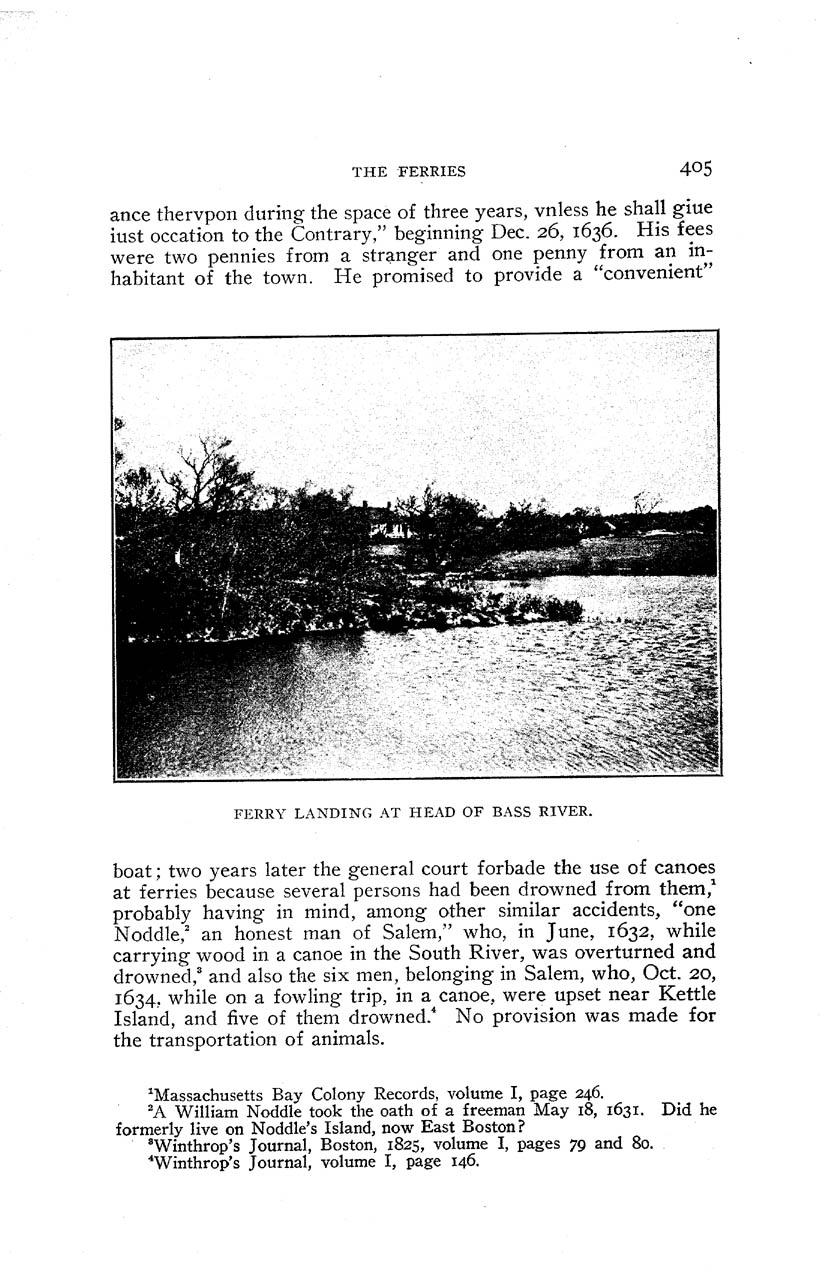 THE FERRIES 405
ance thervpon during the space of three years, vnless he shall giue
iust occation to the Contrary,” beginning Dec. 26, 1636. His fees
were two pennies from a stranger and one penny from an in-
habitant of the town. He promised to provide a “convenient”
FERRY LANDING AT HEAD OF BASS RIVER.
boat; two years later the general court forbade the use of canoes
at ferries because several persons had been drowned from them,¹
probably having in mind, among other similar accidents, “one
Noddle,² an honest man of Salem,” who, in June, 1632, while
carrying wood in a canoe in the South River, was overturned and
drowned,³ and also the six men, belonging in Salem, who, Oct. 20,
1634, while on a fowling trip, in a canoe, were upset near Kettle
Island, and five of them drowned.⁴ No provision was made for
the transportation of animals.
¹Massachusetts Bay Colony Records, volume I, page 246.
²A William Noddle took the oath of a freeman May 18, 1631. Did he
formerly live on Noddle's Island, now East Boston?
³Winthrop's Journal, Boston, 1825, volume I, pages 79 and 80.
⁴Winthrop's Journal, volume I, page 146.